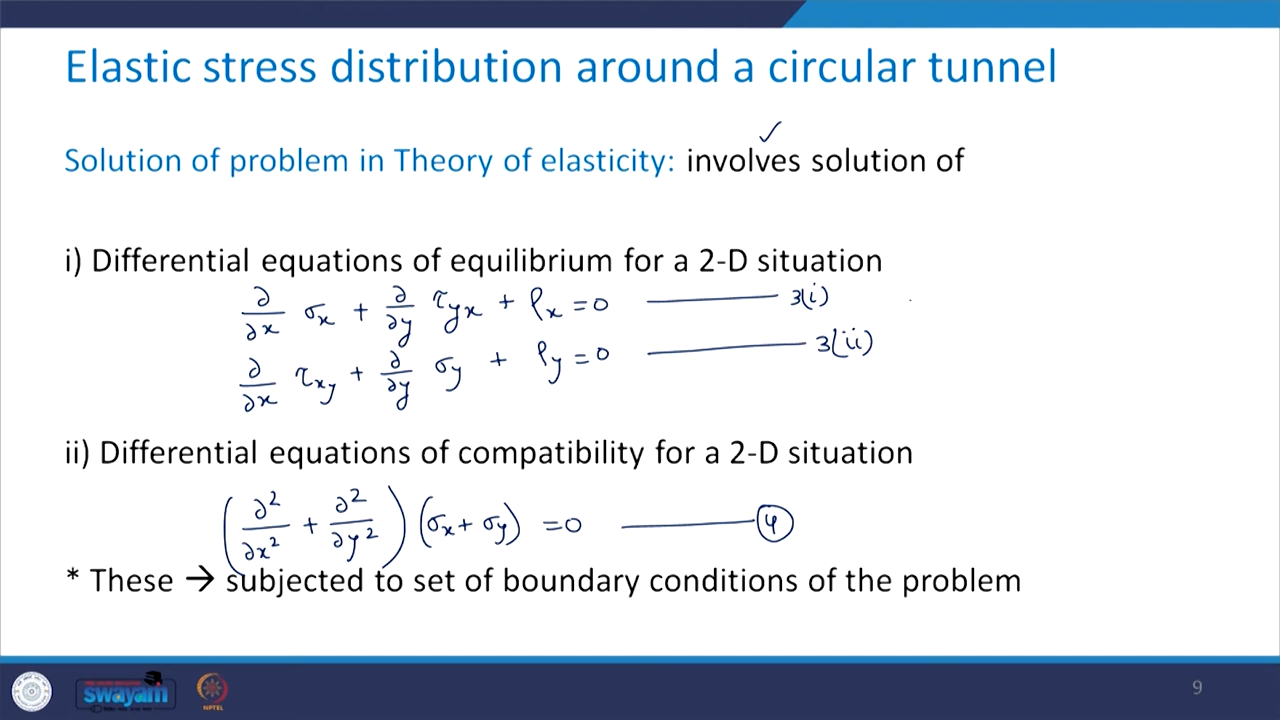 Elastic stress distribution around a circular tunnel
✓
Solution of problem in Theory of elasticity: involves solution of
i) Differential equations of equilibrium for a 2-D situation
∂/∂x σx + ∂/∂y τyx + ρx = 0 ——— 3(i)
∂/∂x τxy + ∂/∂y σy + ρy = 0 ——— 3(ii)
ii) Differential equations of compatibility for a 2-D situation
(∂²/∂x² + ∂²/∂y²) (σx + σy) = 0 ——— ④
* These → subjected to set of boundary conditions of the problem
swayam
NPTEL
9